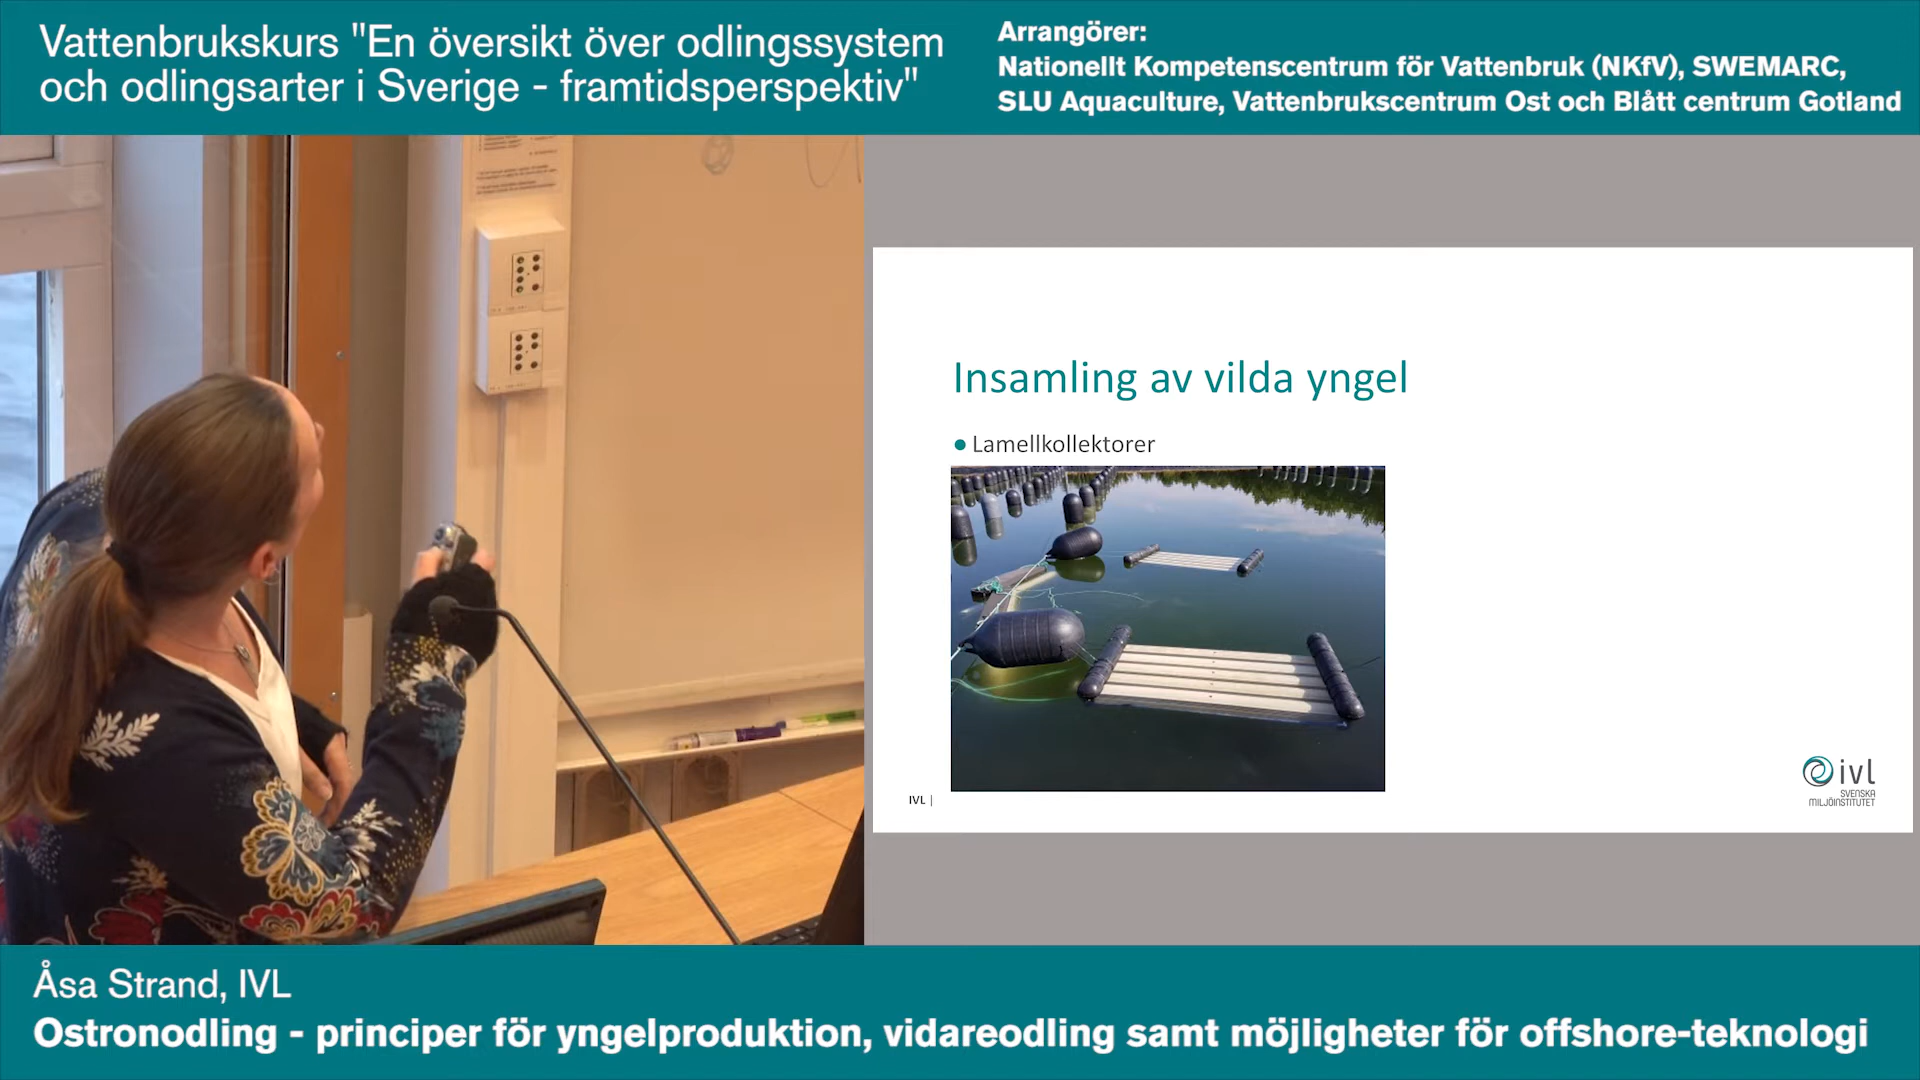 Vattenbrukskurs "En översikt över odlingssystem
och odlingsarter i Sverige - framtidsperspektiv"
Arrangörer:
Nationellt Kompetenscentrum för Vattenbruk (NKfV), SWEMARC,
SLU Aquaculture, Vattenbrukscentrum Ost och Blått centrum Gotland
Insamling av vilda yngel
● Lamellkollektorer
IVL |
ivl
SVENSKA
MILJÖINSTITUTET
Åsa Strand, IVL
Ostronodling - principer för yngelproduktion, vidareodling samt möjligheter för offshore-teknologi